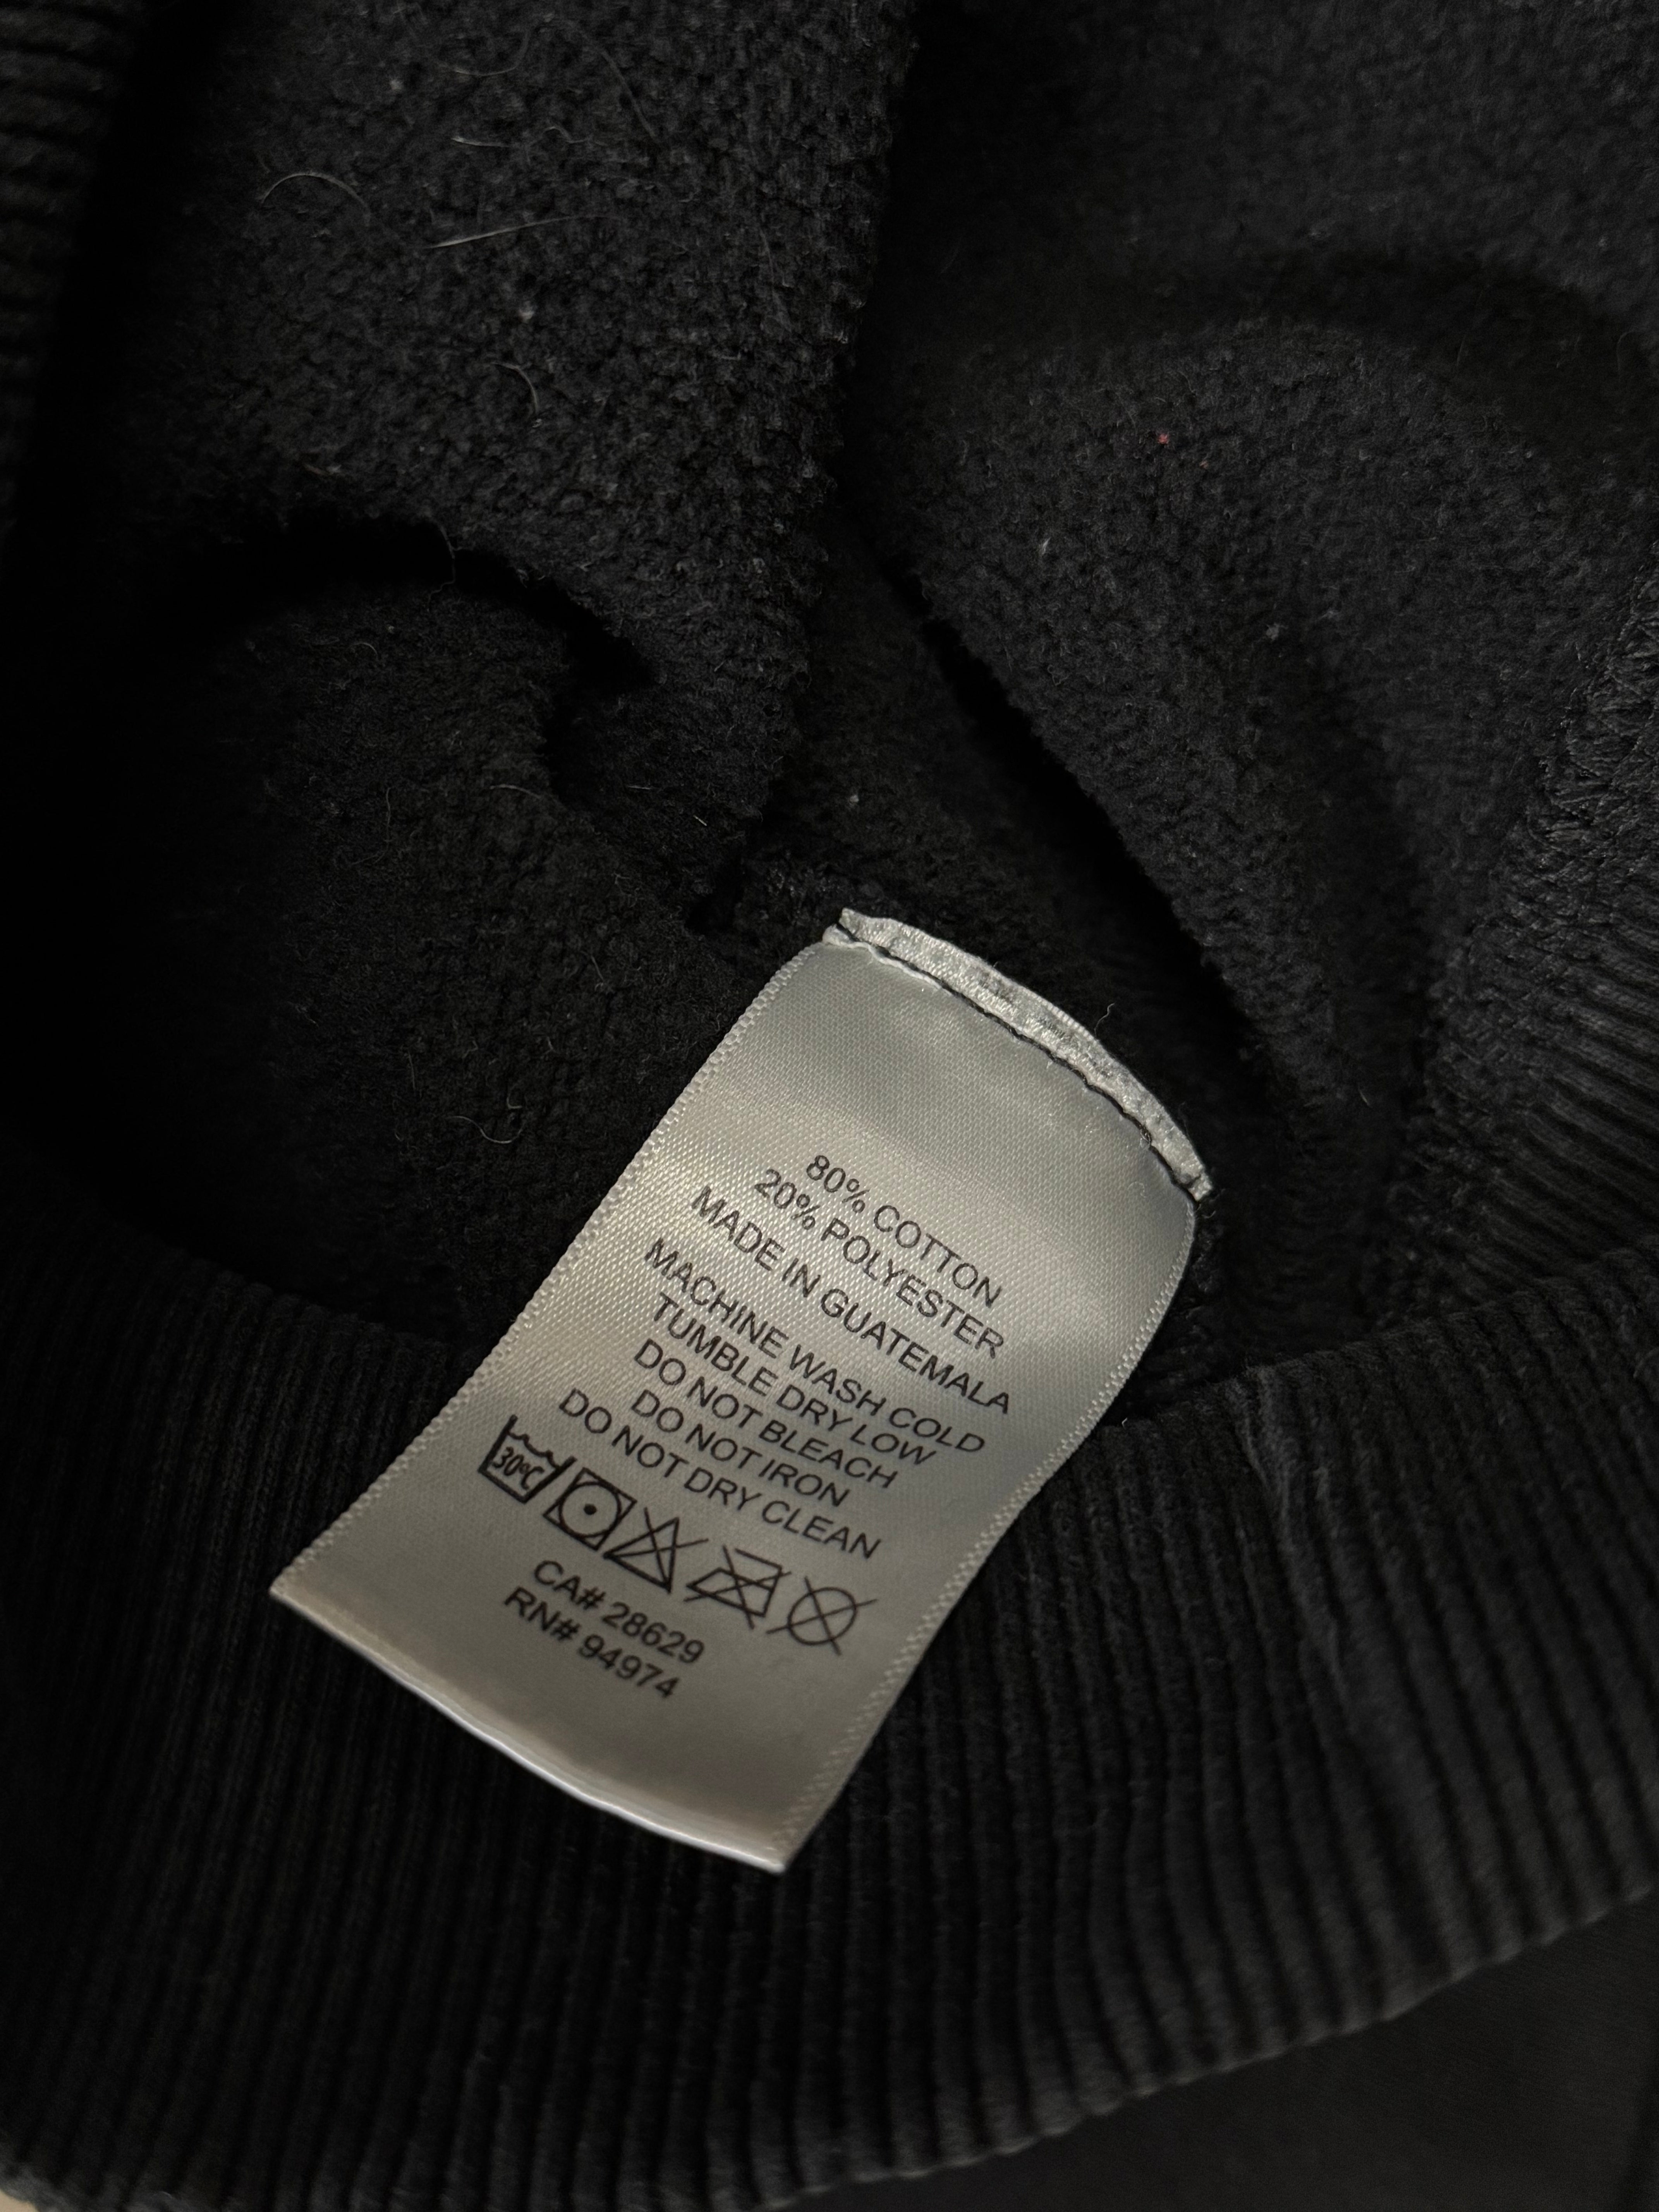 80% COTTON
20% POLYESTER
MADE IN GUATEMALA
MACHINE WASH COLD
TUMBLE DRY LOW
DO NOT BLEACH
DO NOT IRON
DO NOT DRY CLEAN
30°C
CA# 28629
RN# 94974